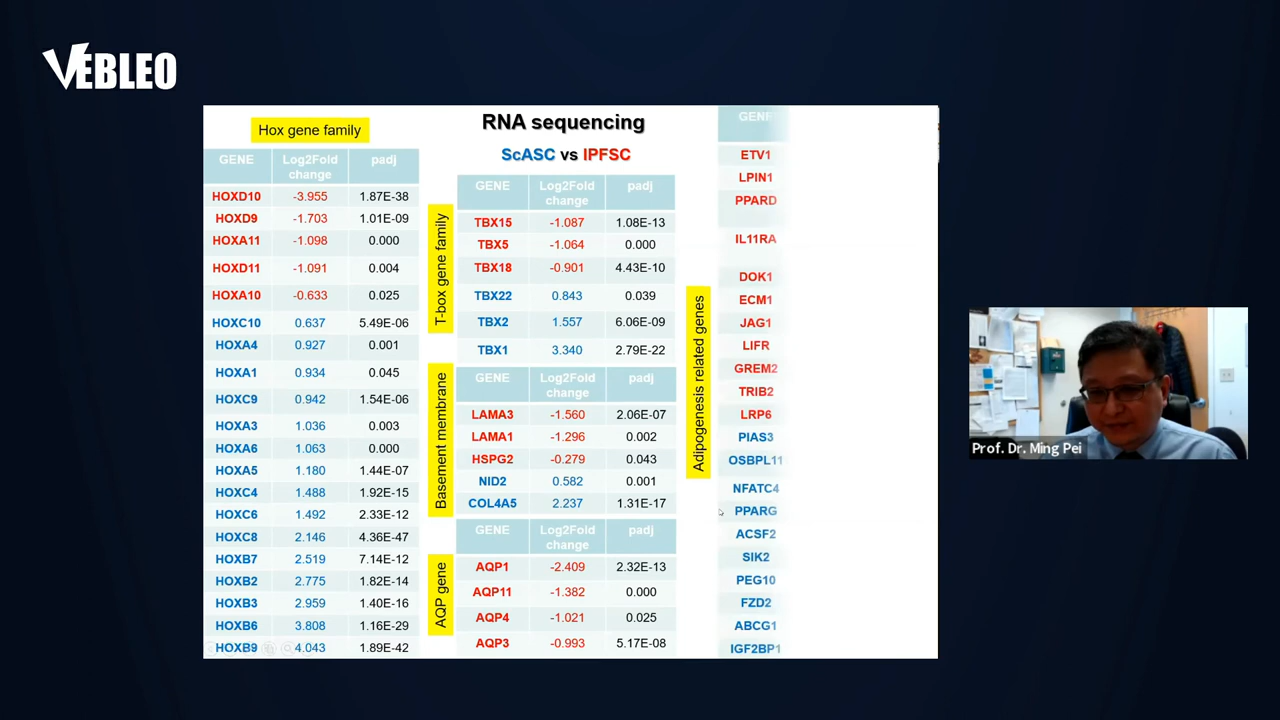 VEBLEO
RNA sequencing
ScASC vs IPFSC
Hox gene family
GENE Log2Fold change padj
HOXD10 -3.955 1.87E-38
HOXD9 -1.703 1.01E-09
HOXA11 -1.098 0.000
HOXD11 -1.091 0.004
HOXA10 -0.633 0.025
HOXC10 0.637 5.49E-06
HOXA4 0.927 0.001
HOXA1 0.934 0.045
HOXC9 0.942 1.54E-06
HOXA3 1.036 0.003
HOXA6 1.063 0.000
HOXA5 1.180 1.44E-07
HOXC4 1.488 1.92E-15
HOXC6 1.492 2.33E-12
HOXC8 2.146 4.36E-47
HOXB7 2.519 7.14E-12
HOXB2 2.775 1.82E-14
HOXB3 2.959 1.40E-16
HOXB6 3.808 1.16E-29
HOXB9 4.043 1.89E-42
T-box gene family
GENE Log2Fold change padj
TBX15 -1.087 1.08E-13
TBX5 -1.064 0.000
TBX18 -0.901 4.43E-10
TBX22 0.843 0.039
TBX2 1.557 6.06E-09
TBX1 3.340 2.79E-22
Basement membrane
GENE Log2Fold change padj
LAMA3 -1.560 2.06E-07
LAMA1 -1.296 0.002
HSPG2 -0.279 0.043
NID2 0.582 0.001
COL4A5 2.237 1.31E-17
AQP gene
GENE Log2Fold change padj
AQP1 -2.409 2.32E-13
AQP11 -1.382 0.000
AQP4 -1.021 0.025
AQP3 -0.993 5.17E-08
Adipogenesis related genes
GENE
ETV1
LPIN1
PPARD
IL11RA
DOK1
ECM1
JAG1
LIFR
GREM2
TRIB2
LRP6
PIAS3
OSBPL11
NFATC4
PPARG
ACSF2
SIK2
PEG10
FZD2
ABCG1
IGF2BP1
Prof. Dr. Ming Pei